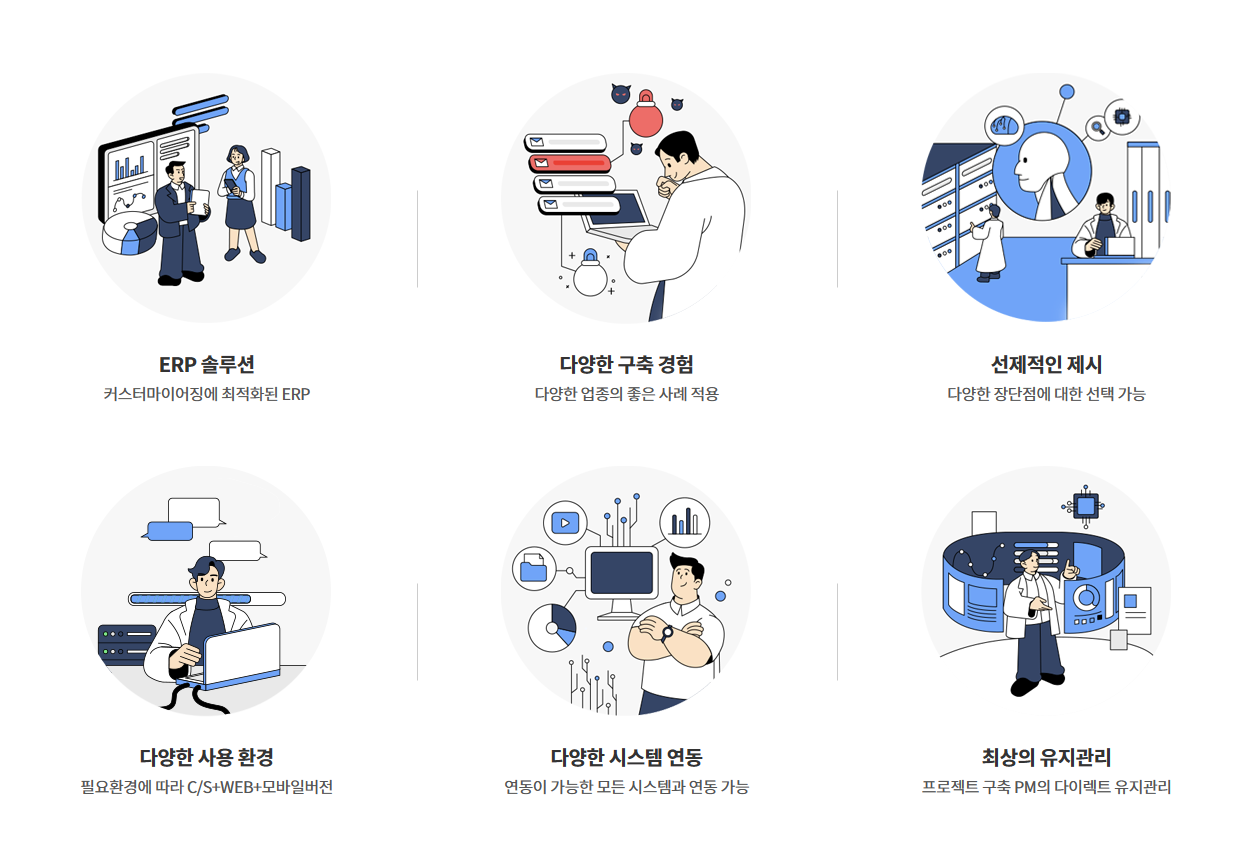 ERP 솔루션
커스터마이어징에 최적화된 ERP
다양한 구축 경험
다양한 업종의 좋은 사례 적용
선제적인 제시
다양한 장단점에 대한 선택 가능
다양한 사용 환경
필요환경에 따라 C/S+WEB+모바일버전
다양한 시스템 연동
연동이 가능한 모든 시스템과 연동 가능
최상의 유지관리
프로젝트 구축 PM의 다이렉트 유지관리